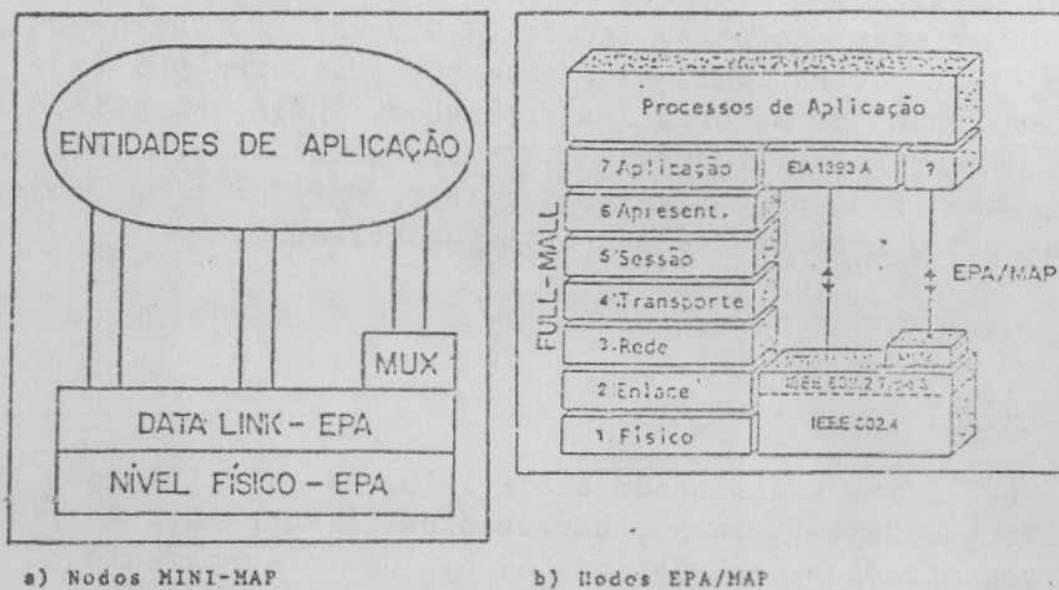 ENTIDADES DE APLICAÇÃO
MUX
DATA LINK - EPA
NÍVEL FÍSICO - EPA
a) Nodos MINI-MAP
Processos de Aplicação
7 Aplicação
EIA 1393 A
?
6 Apresent.
5 Sessão
4 Transporte
3. Rede
2 Enlace
1. Físico
FULL-MALL
EPA/MAP
IEEE 802.2 Type 3
IEEE 802.4
b) Nodos EPA/MAP